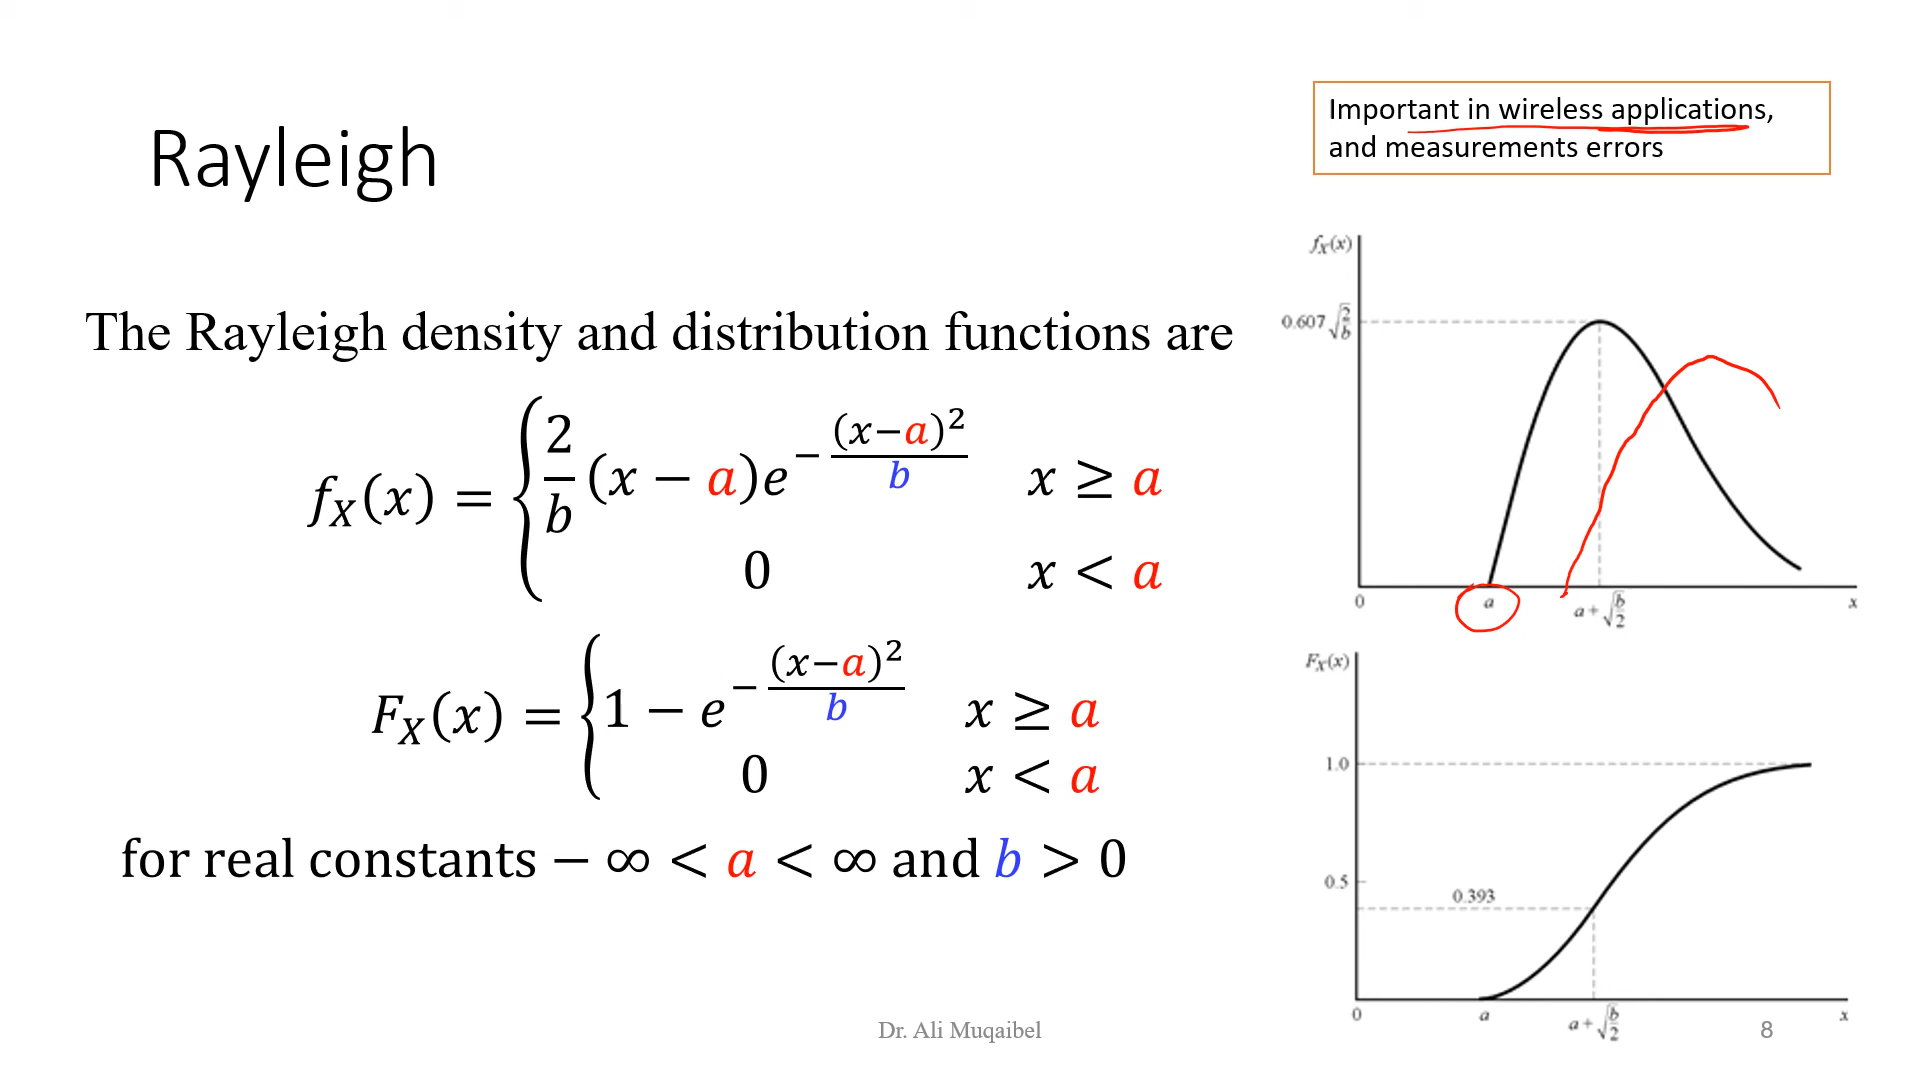 Rayleigh
Important in wireless applications,
and measurements errors
The Rayleigh density and distribution functions are
f_X(x) = { 2/b (x − a)e^{−(x−a)²/b}   x ≥ a
0   x < a
F_X(x) = { 1 − e^{−(x−a)²/b}   x ≥ a
0   x < a
for real constants − ∞ < a < ∞ and b > 0
f_X(x)
0.607 √(2/b)
0   a   a + √(b/2)   x
F_X(x)
1.0
0.5
0.393
0   a   a + √(b/2)   x
Dr. Ali Muqaibel
8